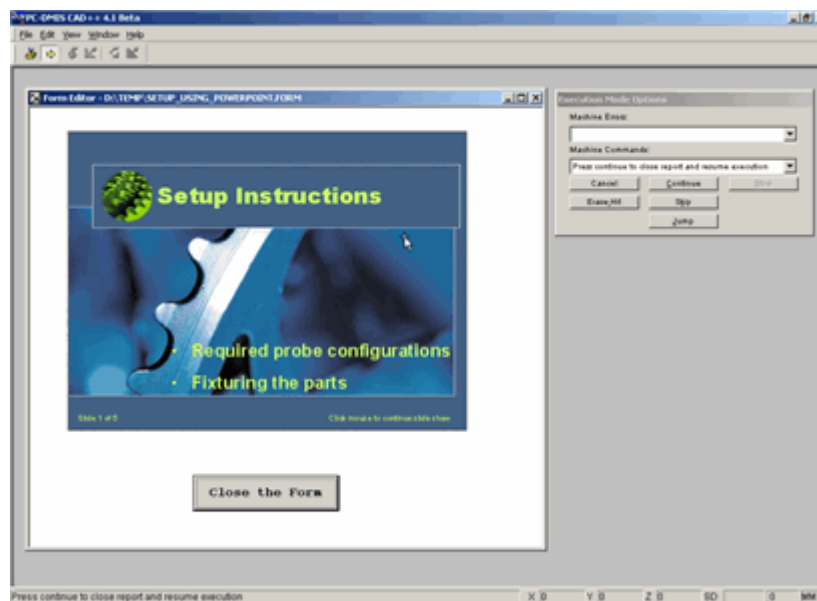 PC-DMIS CAD++ 4.1 Beta
File Edit View Window Help
Form Editor - D:\TEMP\SETUP_USING_POWERPOINT.FORM
Setup Instructions
• Required probe configurations
• Fixturing the parts
Slide 1 of 5
Click mouse to continue slide show
Close the Form
Execution Mode Options
Machine Errors:
Machine Commands:
Press continue to close report and resume execution
Cancel Continue Stop
Erase Hit Skip
Jump
Press continue to close report and resume execution X 0 Y 0 Z 0 SD 0 MM